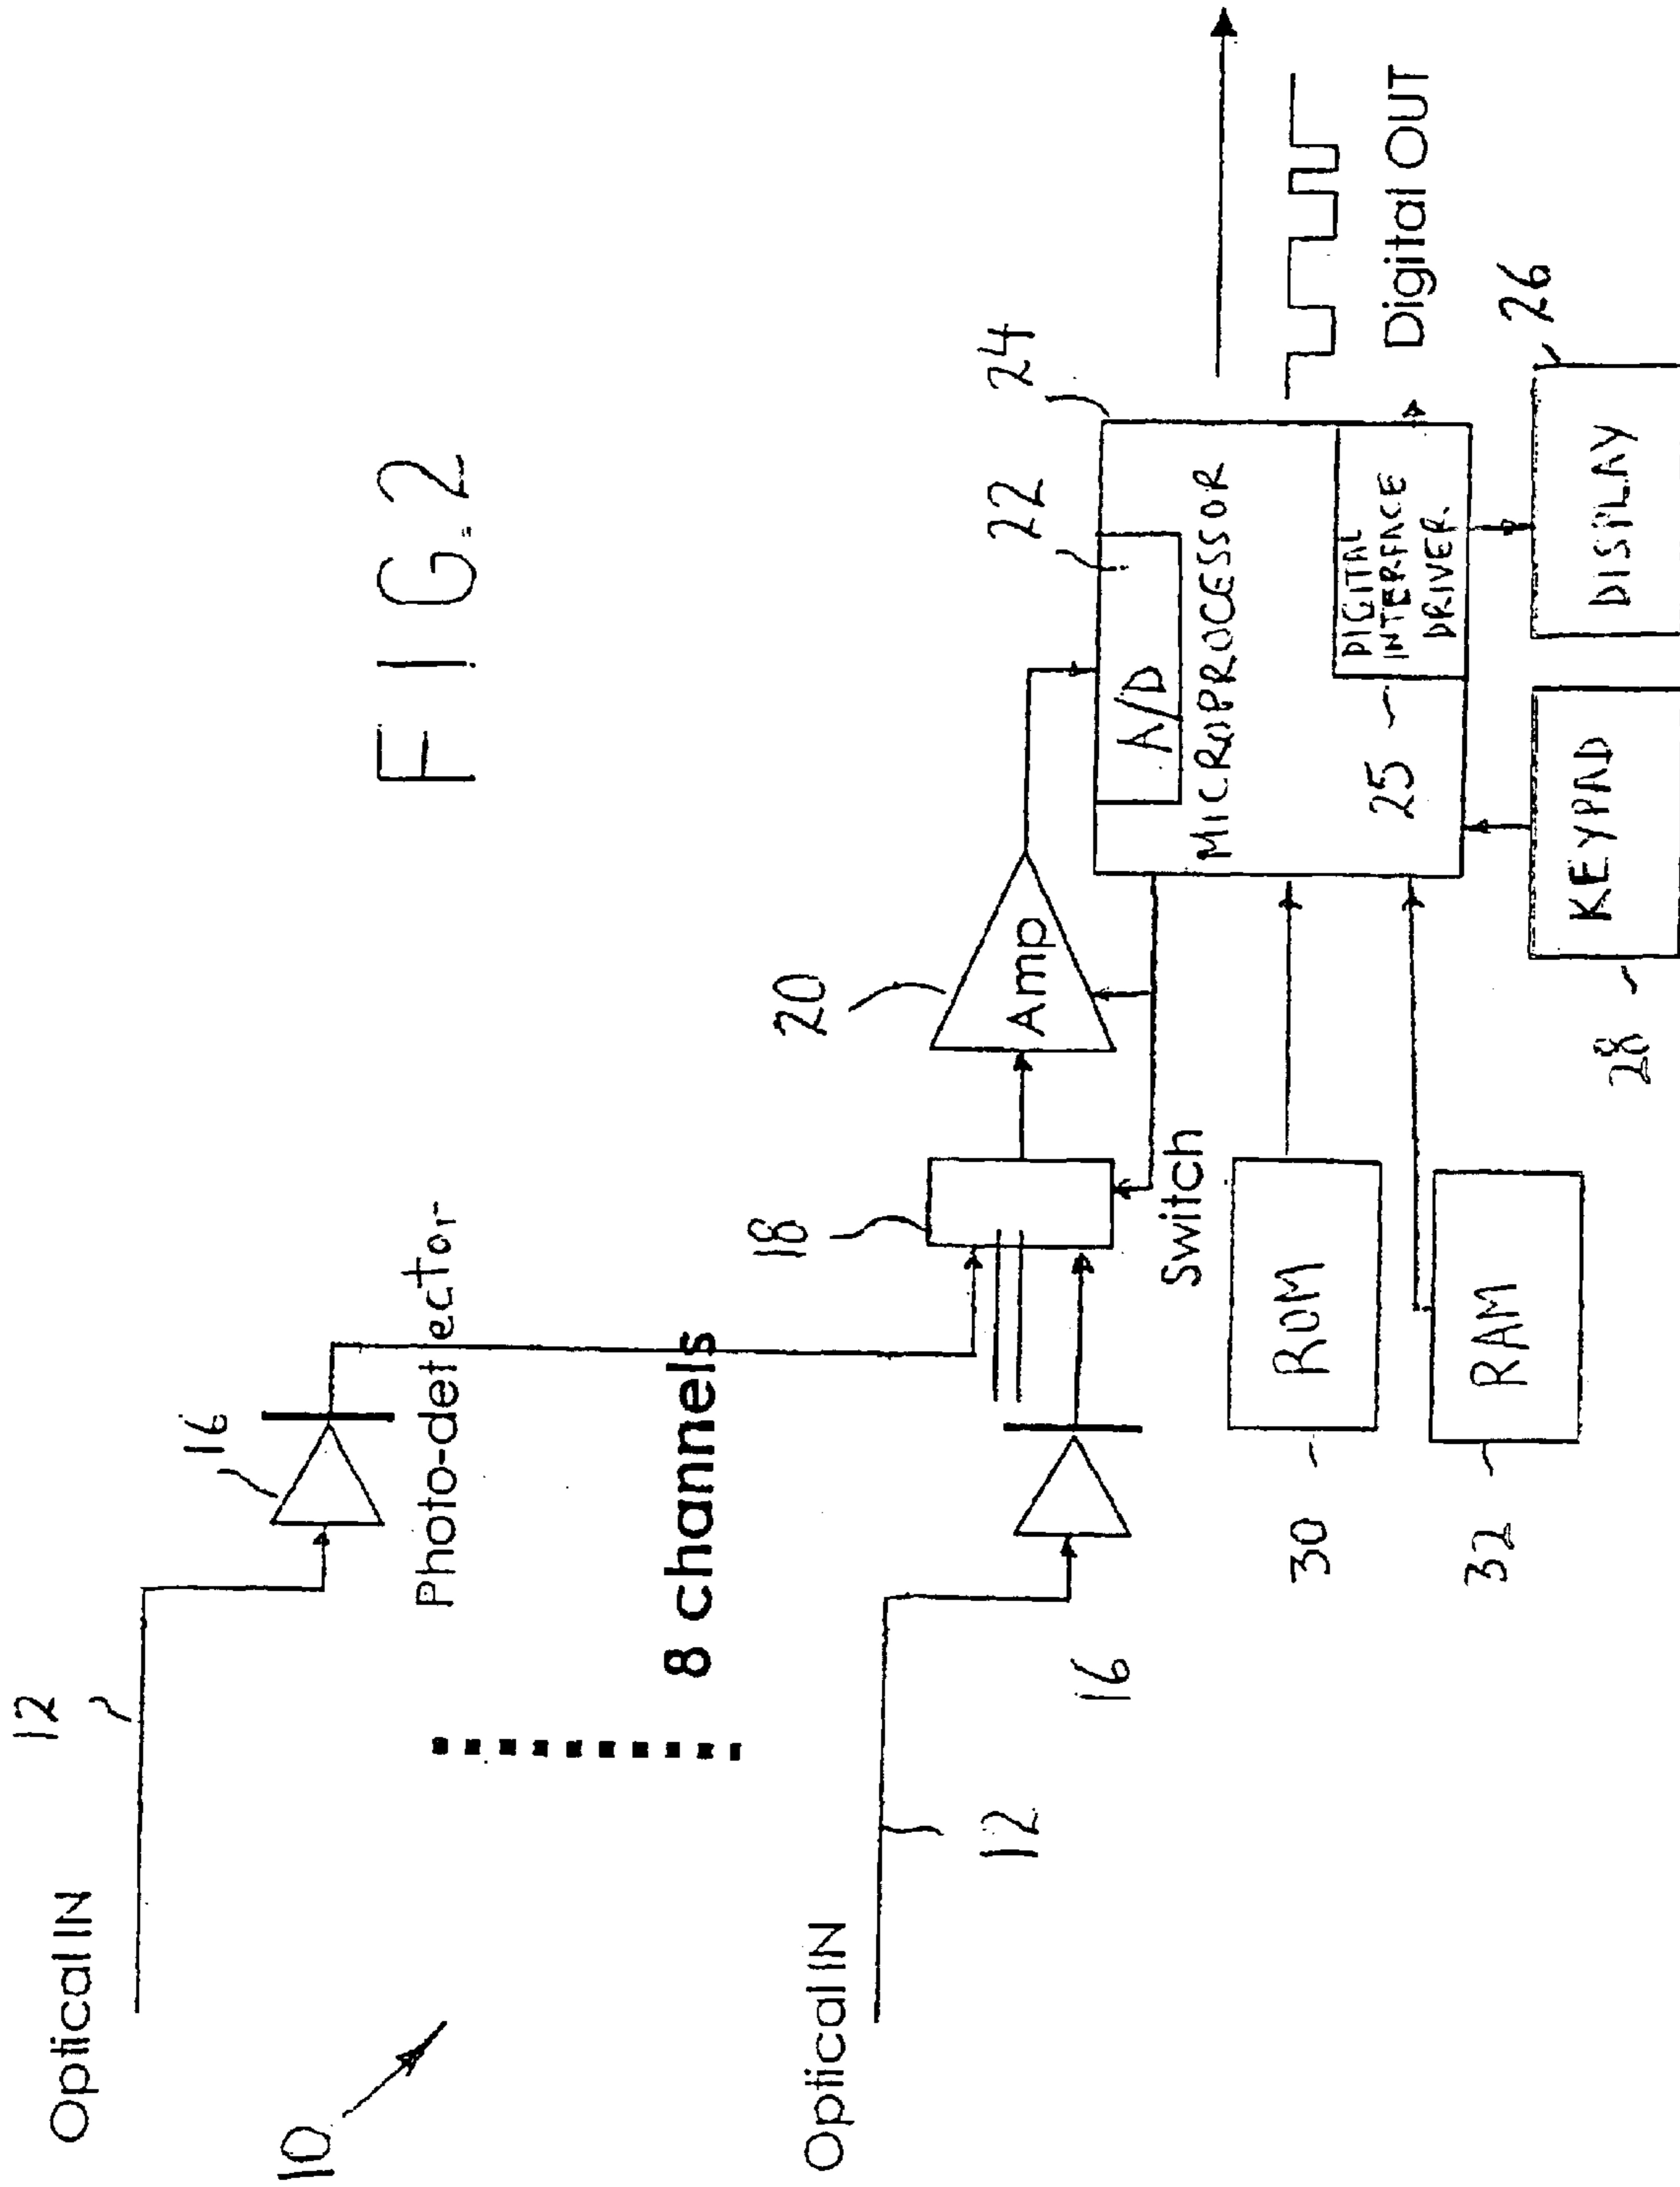 FIG.2
Optical IN
12
16
Photo-detector
10
8 channels
Optical IN
12
16
18
Switch
20
Amp
22
24
A/D
MICROPROCESSOR
25
DIGITAL
INTERFACE
DRIVER
Digital OUT
30
ROM
32
RAM
28
KEYPAD
26
DISPLAY